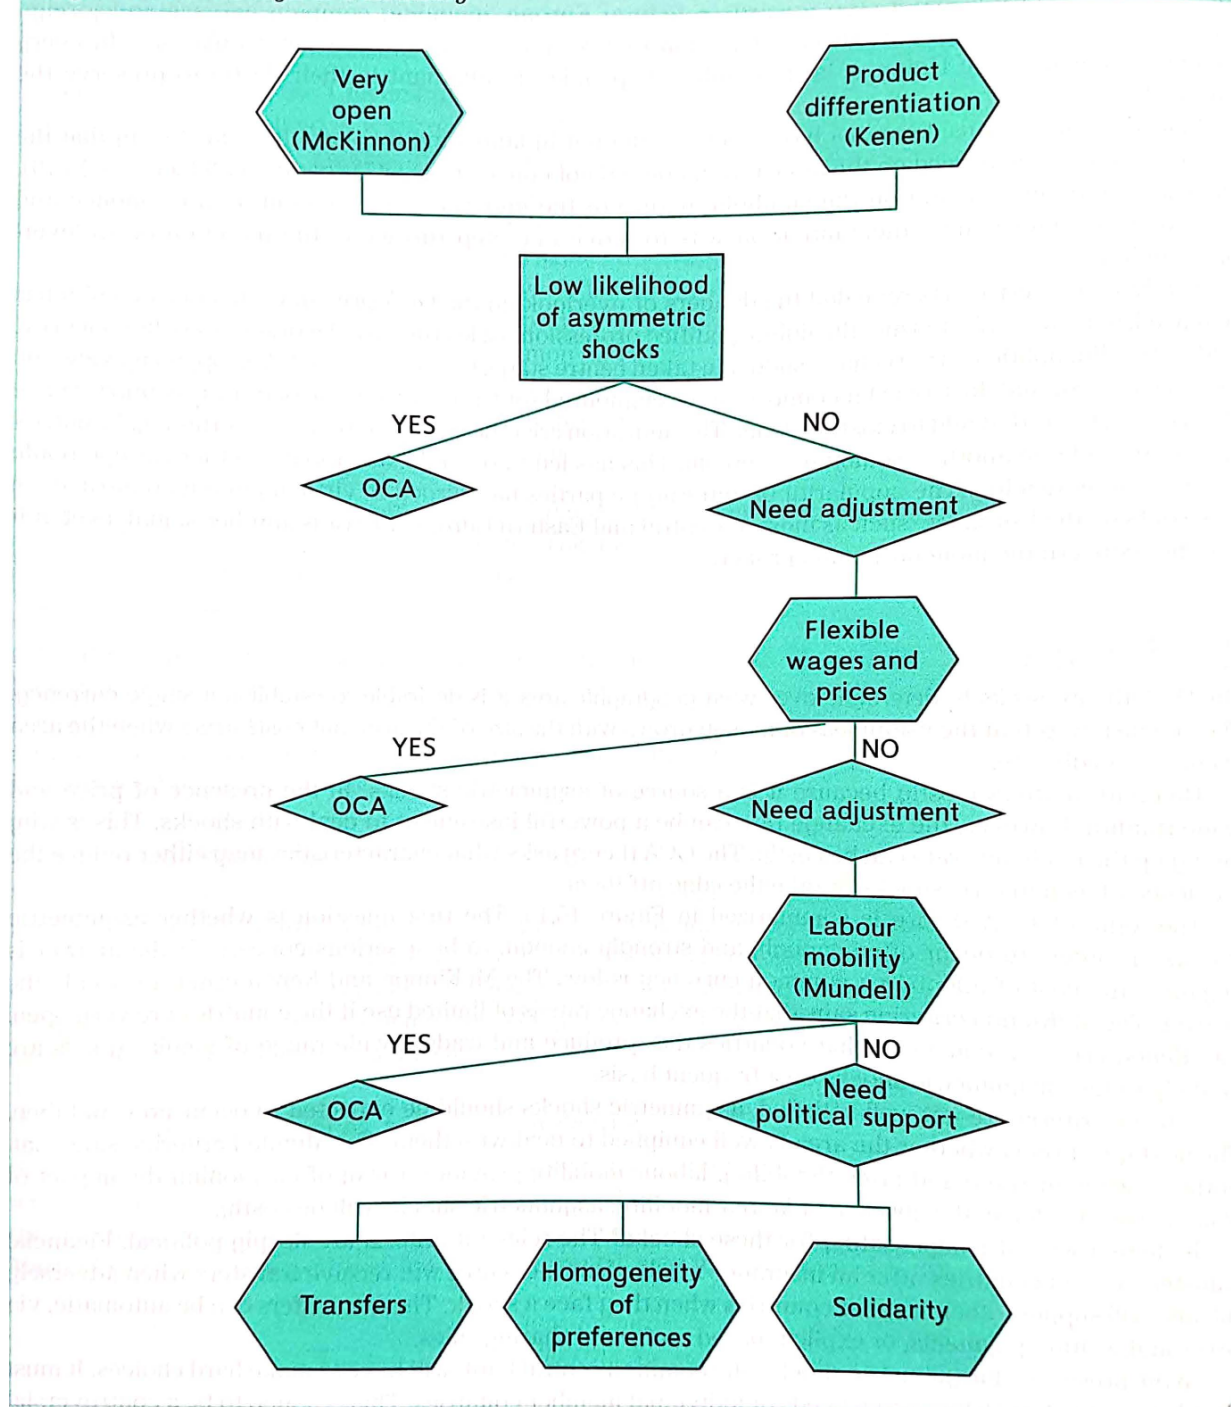 Very
open
(McKinnon)
Product
differentiation
(Kenen)
Low likelihood
of asymmetric
shocks
YES
NO
OCA
Need adjustment
Flexible
wages and
prices
YES
NO
OCA
Need adjustment
Labour
mobility
(Mundell)
YES
NO
OCA
Need
political support
Transfers
Homogeneity
of
preferences
Solidarity